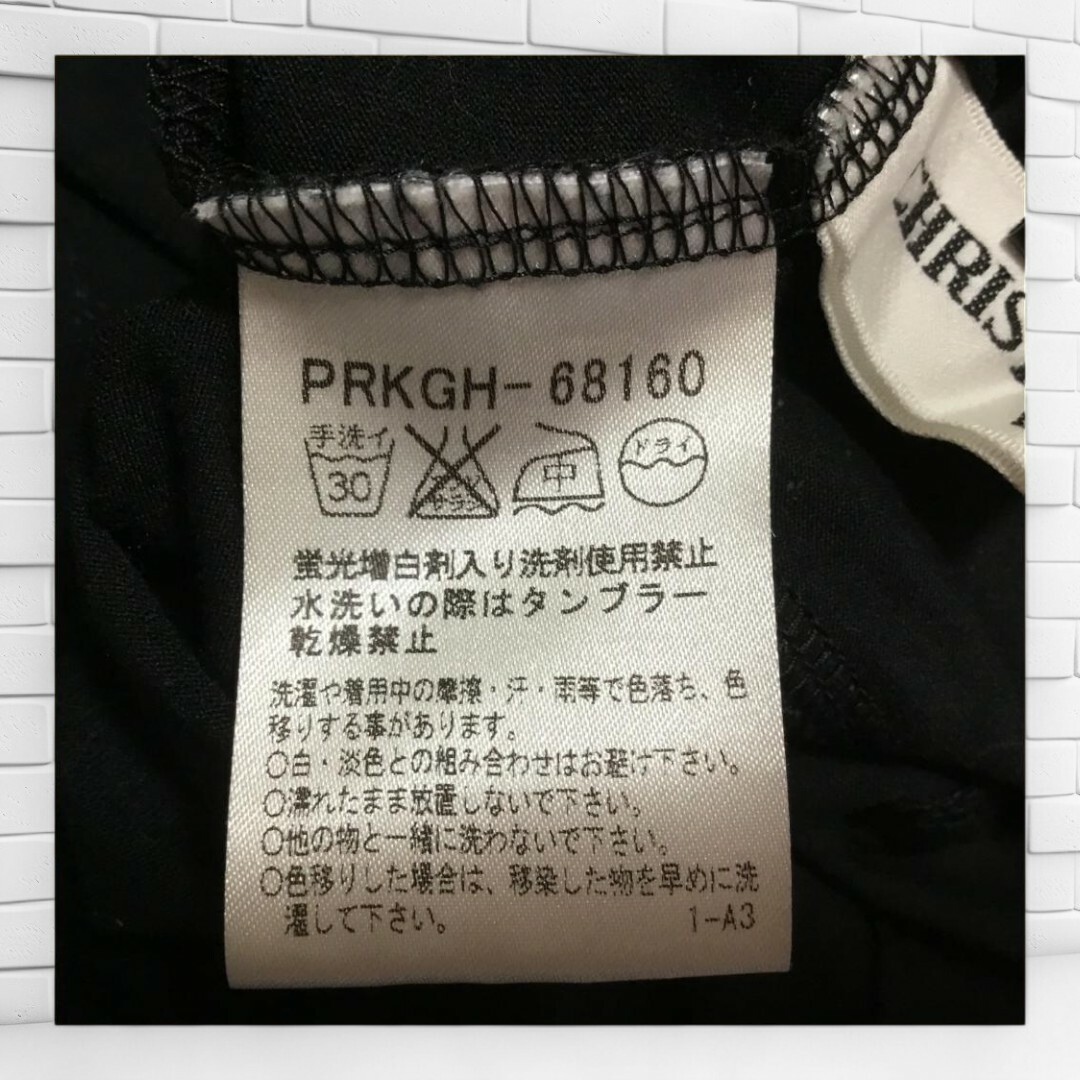 PRKGH-68160
手洗イ
30
中
ドライ
蛍光増白剤入り洗剤使用禁止
水洗いの際はタンブラー
乾燥禁止
洗濯や着用中の摩擦・汗・雨等で色落ち、色
移りする事があります。
○白・淡色との組み合わせはお避け下さい。
○濡れたまま放置しないで下さい。
○他の物と一緒に洗わないで下さい。
○色移りした場合は、移染した物を早めに洗
濯して下さい。
1-A3
CHRIS